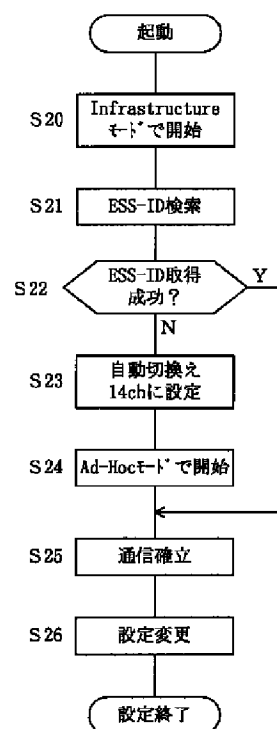 起動
S20
Infrastructure
ﾓｰﾄﾞで開始
S21
ESS-ID検索
S22
ESS-ID取得
成功？
Y
N
S23
自動切換え
14chに設定
S24
Ad-Hocﾓｰﾄﾞで開始
S25
通信確立
S26
設定変更
設定終了